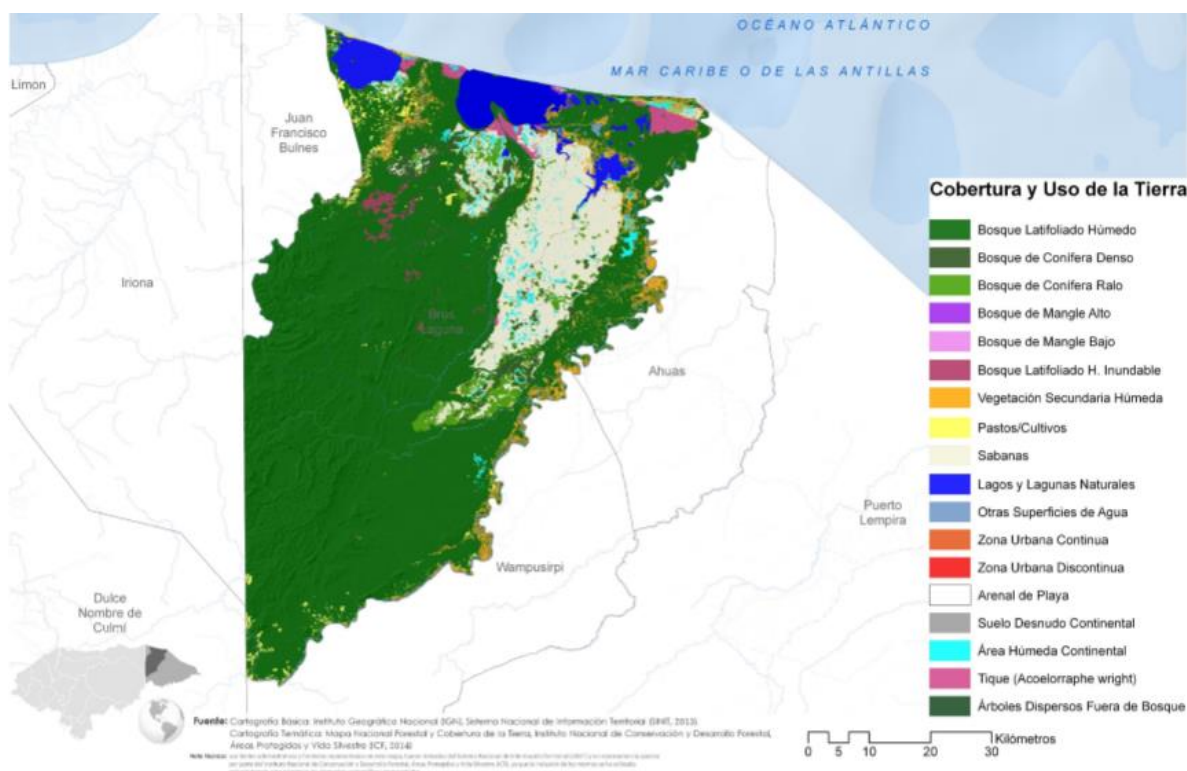 OCÉANO ATLÁNTICO
MAR CARIBE O DE LAS ANTILLAS
Limon
Juan
Francisco
Bulnes
Iriona
Brus
Laguna
Ahuas
Puerto
Lempira
Wampusirpi
Dulce
Nombre de
Culmí
Cobertura y Uso de la Tierra
Bosque Latifoliado Húmedo
Bosque de Conífera Denso
Bosque de Conífera Ralo
Bosque de Mangle Alto
Bosque de Mangle Bajo
Bosque Latifoliado H. Inundable
Vegetación Secundaria Húmeda
Pastos/Cultivos
Sabanas
Lagos y Lagunas Naturales
Otras Superficies de Agua
Zona Urbana Continua
Zona Urbana Discontinua
Arenal de Playa
Suelo Desnudo Continental
Área Húmeda Continental
Tique (Acoelorraphe wright)
Árboles Dispersos Fuera de Bosque
Fuente: Cartografía Básica: Instituto Geográfico Nacional (IGN), Sistema Nacional de Información Territorial (SINIT, 2013)
Cartografía Temática: Mapa Nacional Forestal y Cobertura de la Tierra, Instituto Nacional de Conservación y Desarrollo Forestal,
Áreas Protegidas y Vida Silvestre (ICF, 2014)
Kilómetros
0 5 10 20 30